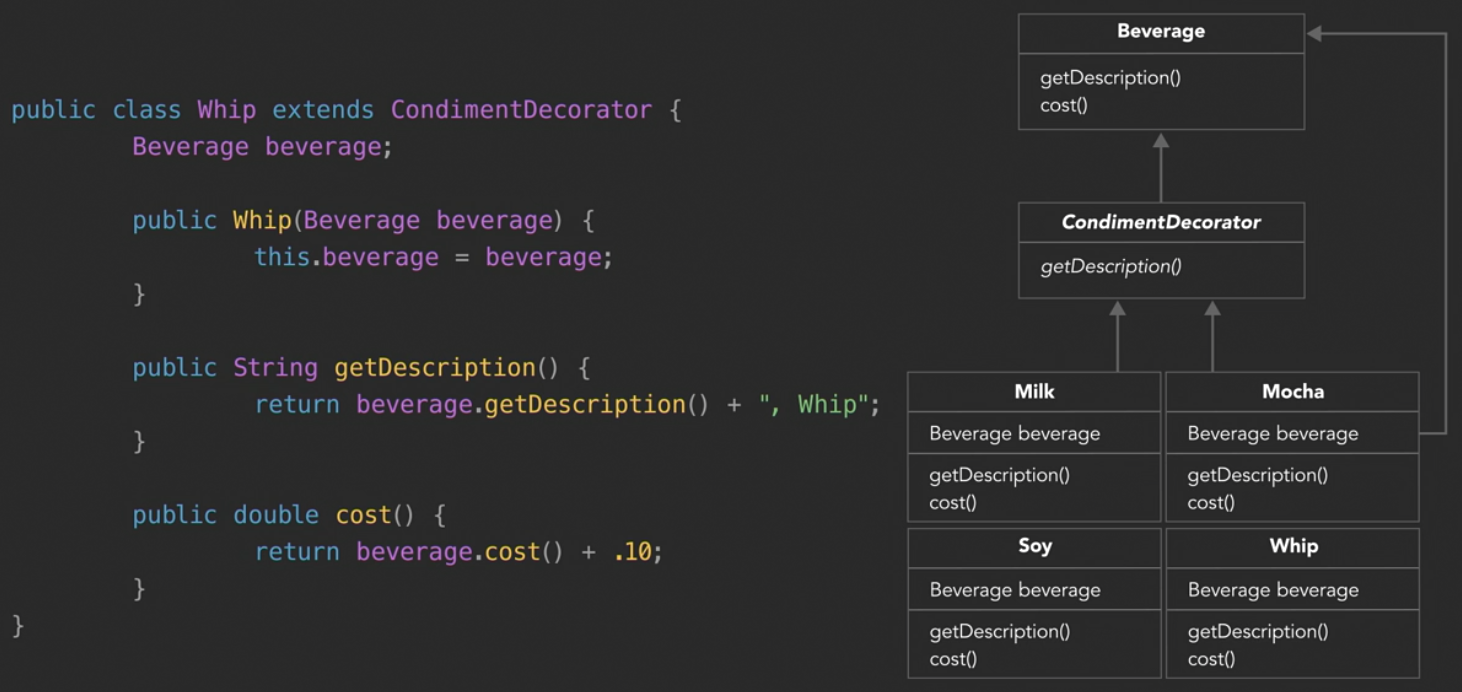 public class Whip extends CondimentDecorator {
Beverage beverage;
public Whip(Beverage beverage) {
this.beverage = beverage;
}
public String getDescription() {
return beverage.getDescription() + ", Whip";
}
public double cost() {
return beverage.cost() + .10;
}
}
Beverage
getDescription()
cost()
CondimentDecorator
getDescription()
Milk
Beverage beverage
getDescription()
cost()
Mocha
Beverage beverage
getDescription()
cost()
Soy
Beverage beverage
getDescription()
cost()
Whip
Beverage beverage
getDescription()
cost()